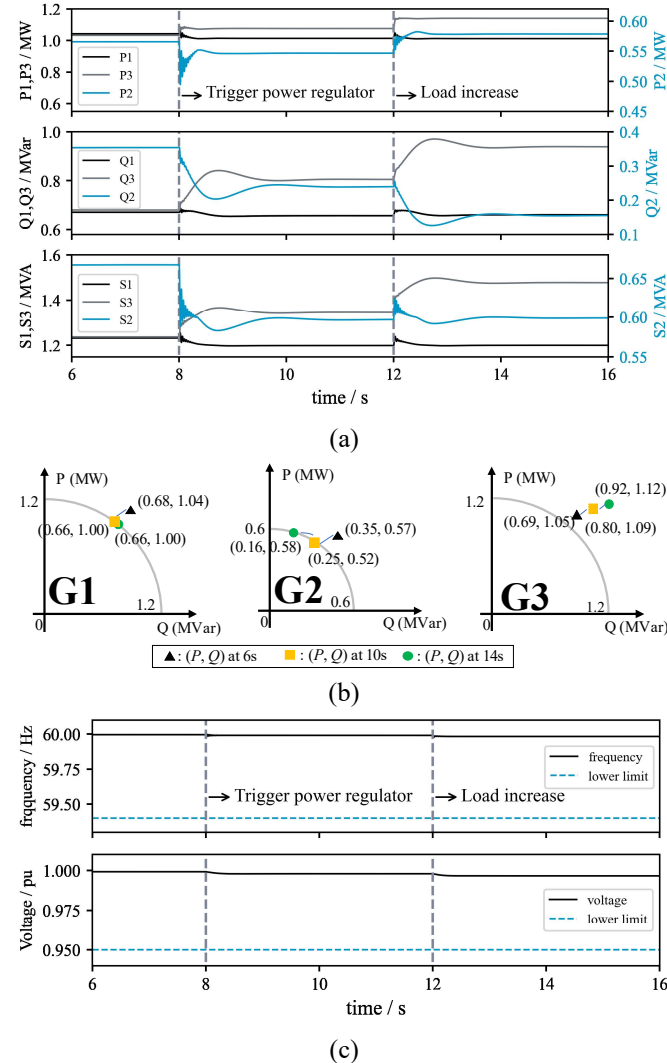 1.2
1.0
0.8
0.6
P1,P3 / MW
P1
P3
P2
Trigger power regulator
Load increase
0.60
0.55
0.50
0.45
P2 / MW
1.0
0.8
0.6
Q1,Q3 / MVar
Q1
Q3
Q2
0.4
0.3
0.2
0.1
Q2 / MVar
1.6
1.4
1.2
S1,S3 / MVA
S1
S3
S2
0.65
0.60
0.55
S2 / MVA
6 8 10 12 14 16
time / s
(a)
P (MW)
1.2
(0.68, 1.04)
(0.66, 1.00)
(0.66, 1.00)
G1
1.2
0
Q (MVar)
P (MW)
0.6
(0.35, 0.57)
(0.16, 0.58)
(0.25, 0.52)
G2
0.6
0
Q (MVar)
P (MW)
1.2
(0.92, 1.12)
(0.69, 1.05)
(0.80, 1.09)
G3
1.2
0
Q (MVar)
: (P, Q) at 6s : (P, Q) at 10s : (P, Q) at 14s
(b)
60.00
59.75
59.50
frqquency / Hz
frequency
lower limit
Trigger power regulator
Load increase
1.000
0.975
0.950
Voltage / pu
voltage
lower limit
6 8 10 12 14 16
time / s
(c)